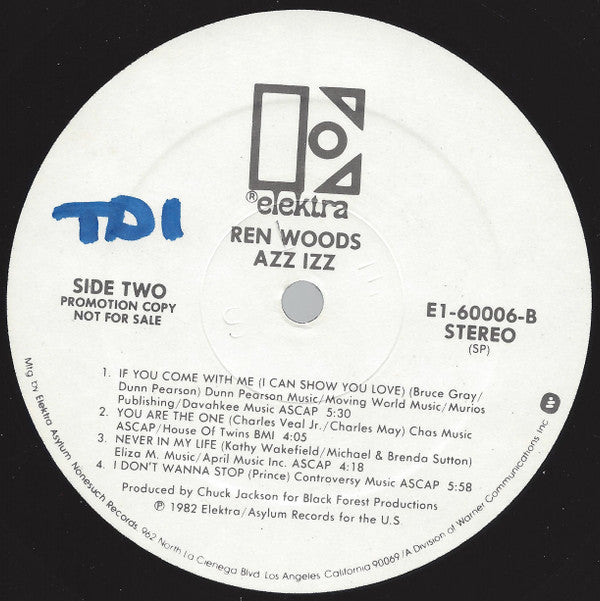 ® elektra
REN WOODS
AZZ IZZ
TDI
SIDE TWO
PROMOTION COPY
NOT FOR SALE
E1-60006-B
STEREO
(SP)
1. IF YOU COME WITH ME (I CAN SHOW YOU LOVE) (Bruce Gray/
Dunn Pearson) Dunn Pearson Music/Moving World Music/Murios
Publishing/Davahkee Music ASCAP 5:30
2. YOU ARE THE ONE (Charles Veal Jr./Charles May) Chas Music
ASCAP/House Of Twins BMI 4:05
3. NEVER IN MY LIFE (Kathy Wakefield/Michael & Brenda Sutton)
Eliza M. Music/April Music Inc. ASCAP 4:18
4. I DON'T WANNA STOP (Prince) Controversy Music ASCAP 5:58
Produced by Chuck Jackson for Black Forest Productions
℗ 1982 Elektra/Asylum Records for the U.S.
Mfg by Elektra Asylum, Nonesuch Records, 962 North La Cienega Blvd. Los Angeles California 90069/A Division of Warner Communications Inc